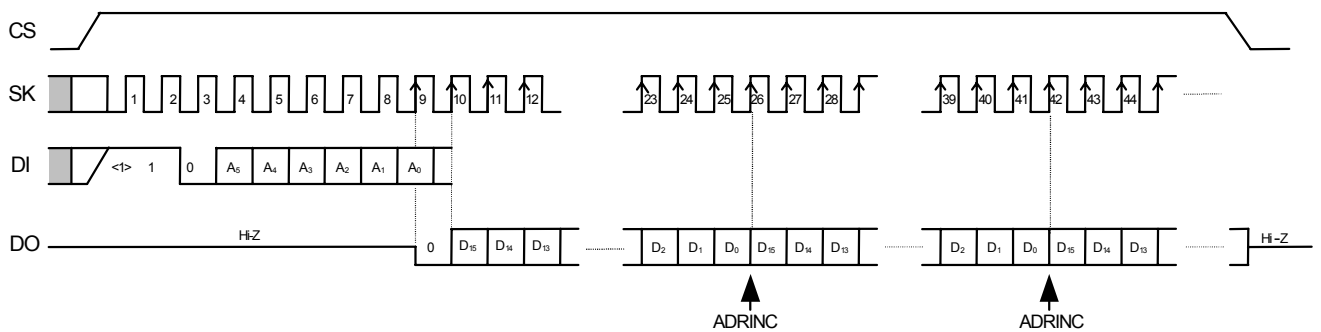 CS
SK 1 2 3 4 5 6 7 8 9 10 11 12 23 24 25 26 27 28 39 40 41 42 43 44
DI <1> 1 0 A5 A4 A3 A2 A1 A0
DO Hi-Z 0 D15 D14 D13 D2 D1 D0 D15 D14 D13 D2 D1 D0 D15 D14 D13 Hi-Z
ADRINC ADRINC